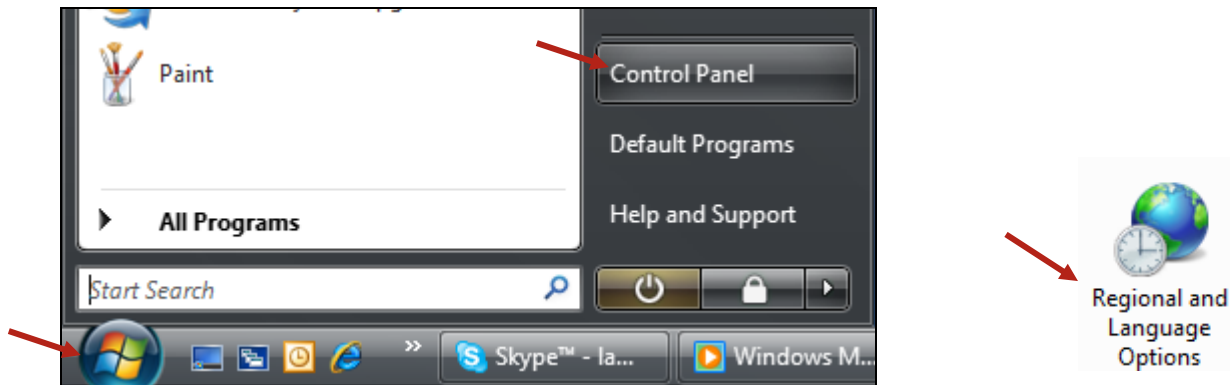 Paint
All Programs
Start Search
Control Panel
Default Programs
Help and Support
» Skype™ - la... Windows M...
Regional and
Language
Options